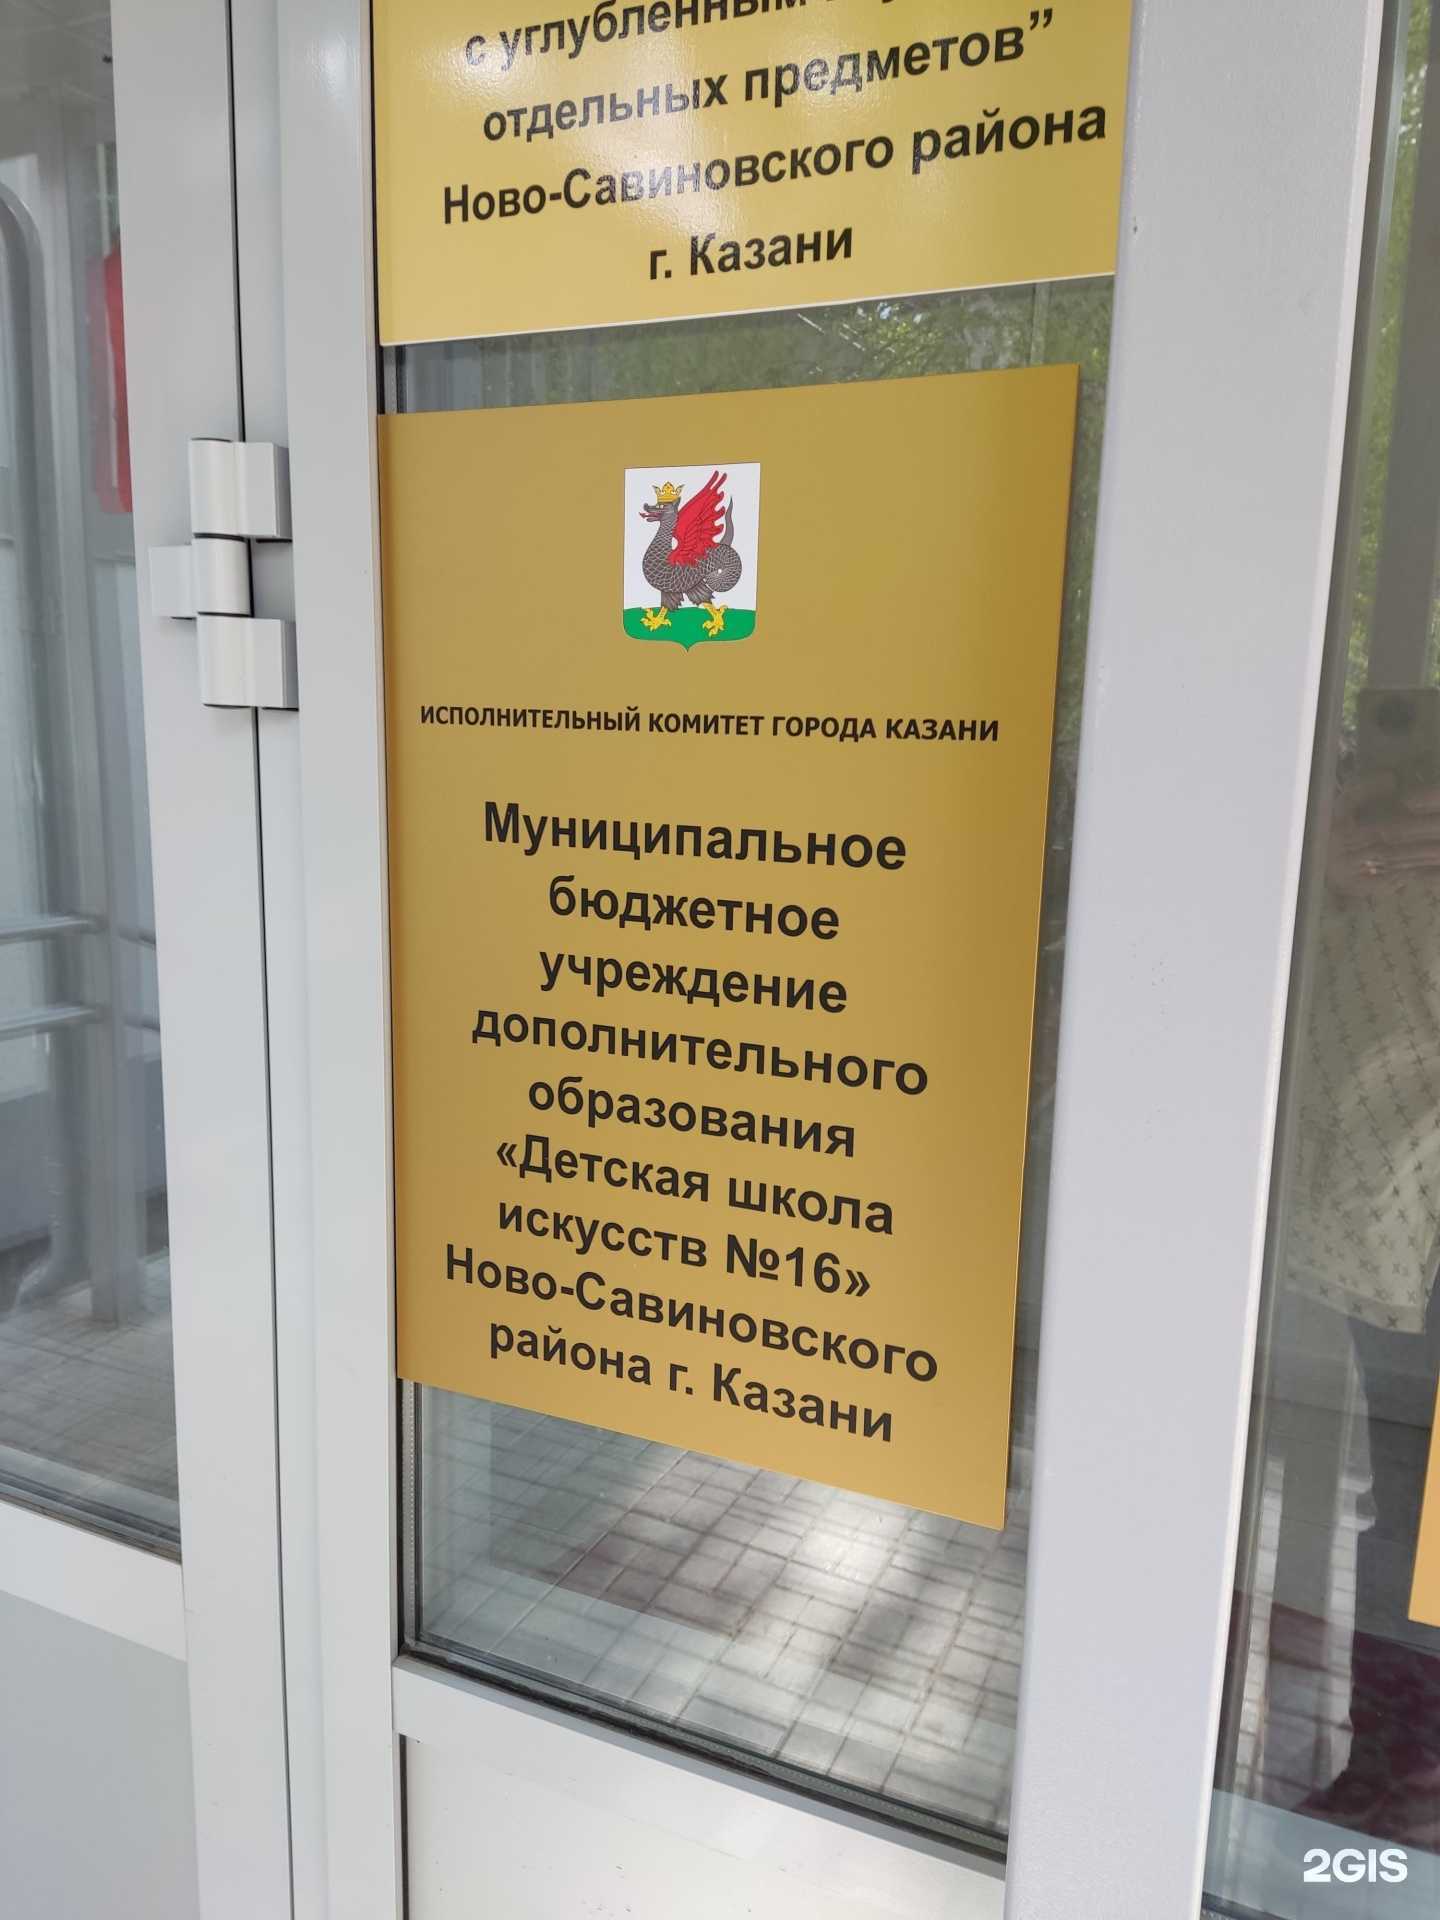 с углубленным
отдельных предметов”
Ново-Савиновского района
г. Казани
ИСПОЛНИТЕЛЬНЫЙ КОМИТЕТ ГОРОДА КАЗАНИ
Муниципальное
бюджетное
учреждение
дополнительного
образования
«Детская школа
искусств №16»
Ново-Савиновского
района г. Казани
2GIS